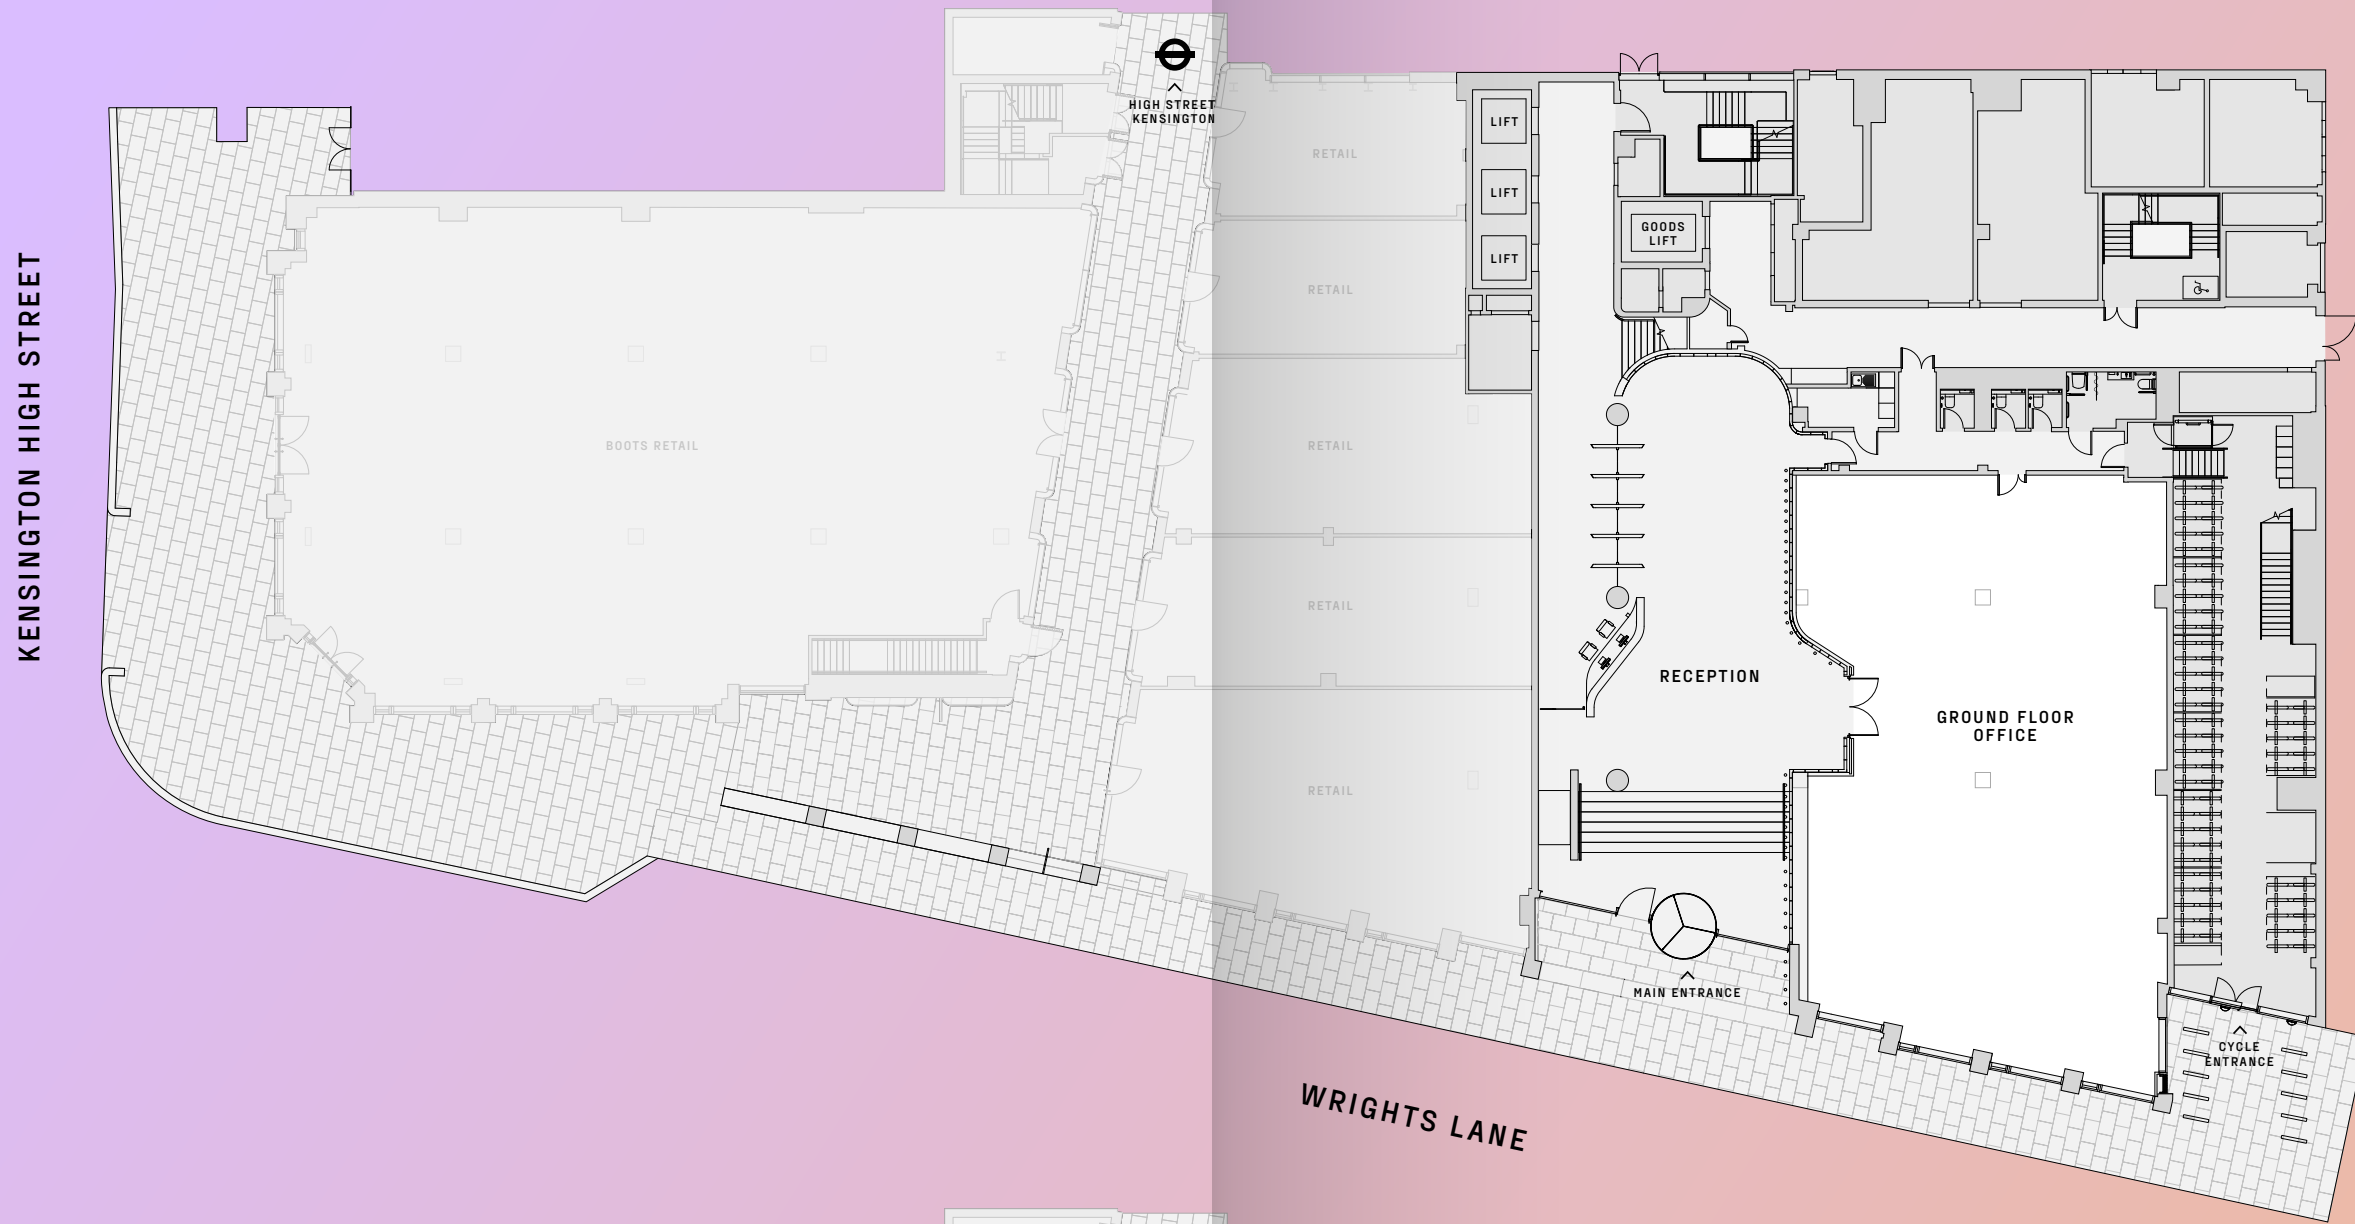 HIGH STREET
KENSINGTON
KENSINGTON HIGH STREET
BOOTS RETAIL
RETAIL
RETAIL
RETAIL
RETAIL
RETAIL
LIFT
LIFT
LIFT
GOODS
LIFT
RECEPTION
GROUND FLOOR
OFFICE
MAIN ENTRANCE
CYCLE
ENTRANCE
WRIGHTS LANE